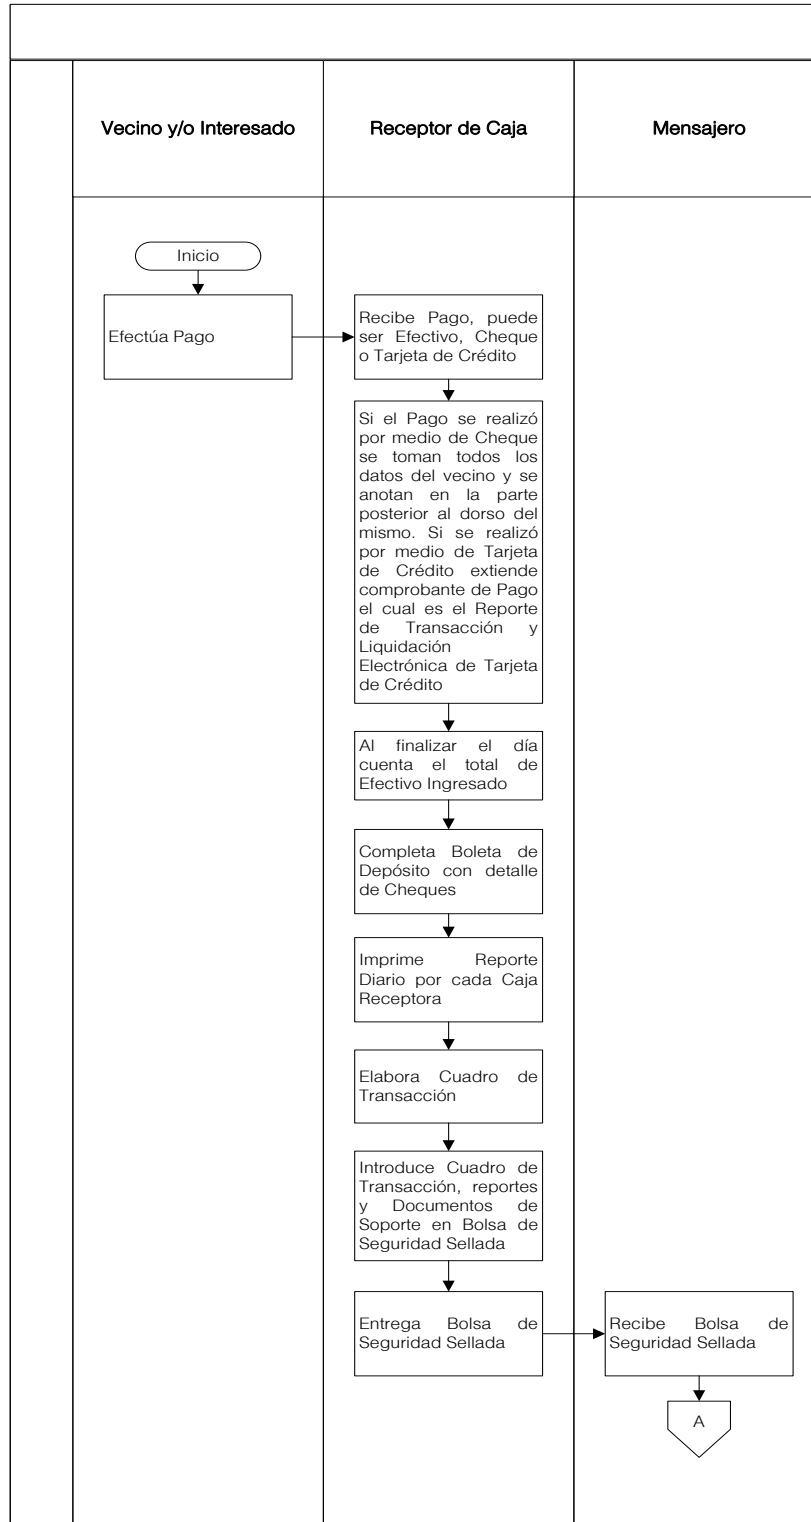 Vecino y/o Interesado
Receptor de Caja
Mensajero
Inicio
Efectúa Pago
Recibe Pago, puede
ser Efectivo, Cheque
o Tarjeta de Crédito
Si el Pago se realizó
por medio de Cheque
se toman todos los
datos del vecino y se
anotan en la parte
posterior al dorso del
mismo. Si se realizó
por medio de Tarjeta
de Crédito extiende
comprobante de Pago
el cual es el Reporte
de Transacción y
Liquidación
Electrónica de Tarjeta
de Crédito
Al finalizar el día
cuenta el total de
Efectivo Ingresado
Completa Boleta de
Depósito con detalle
de Cheques
Imprime Reporte
Diario por cada Caja
Receptora
Elabora Cuadro de
Transacción
Introduce Cuadro de
Transacción, reportes
y Documentos de
Soporte en Bolsa de
Seguridad Sellada
Entrega Bolsa de
Seguridad Sellada
Recibe Bolsa de
Seguridad Sellada
A